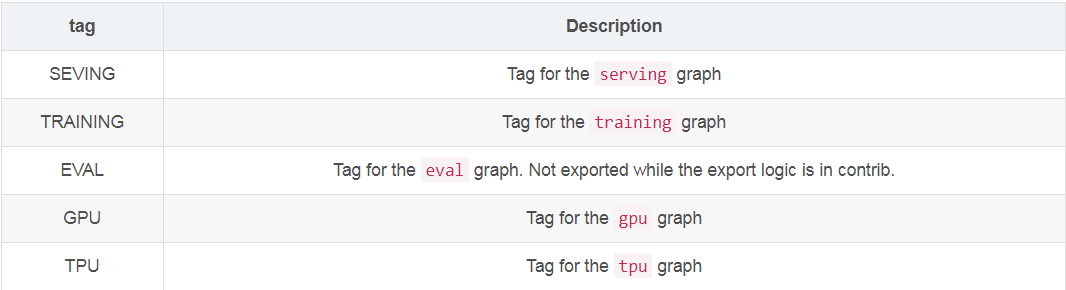 tag Description
SEVING Tag for the serving graph
TRAINING Tag for the training graph
EVAL Tag for the eval graph. Not exported while the export logic is in contrib.
GPU Tag for the gpu graph
TPU Tag for the tpu graph